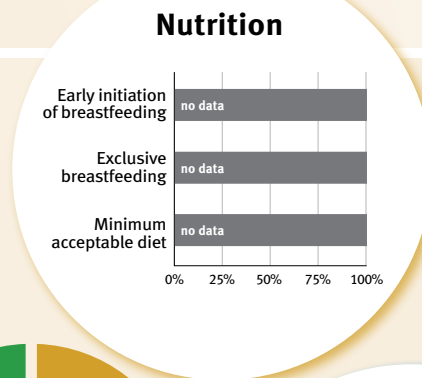 Nutrition
Early initiation
of breastfeeding
no data
Exclusive
breastfeeding
no data
Minimum
acceptable diet
no data
0% 25% 50% 75% 100%